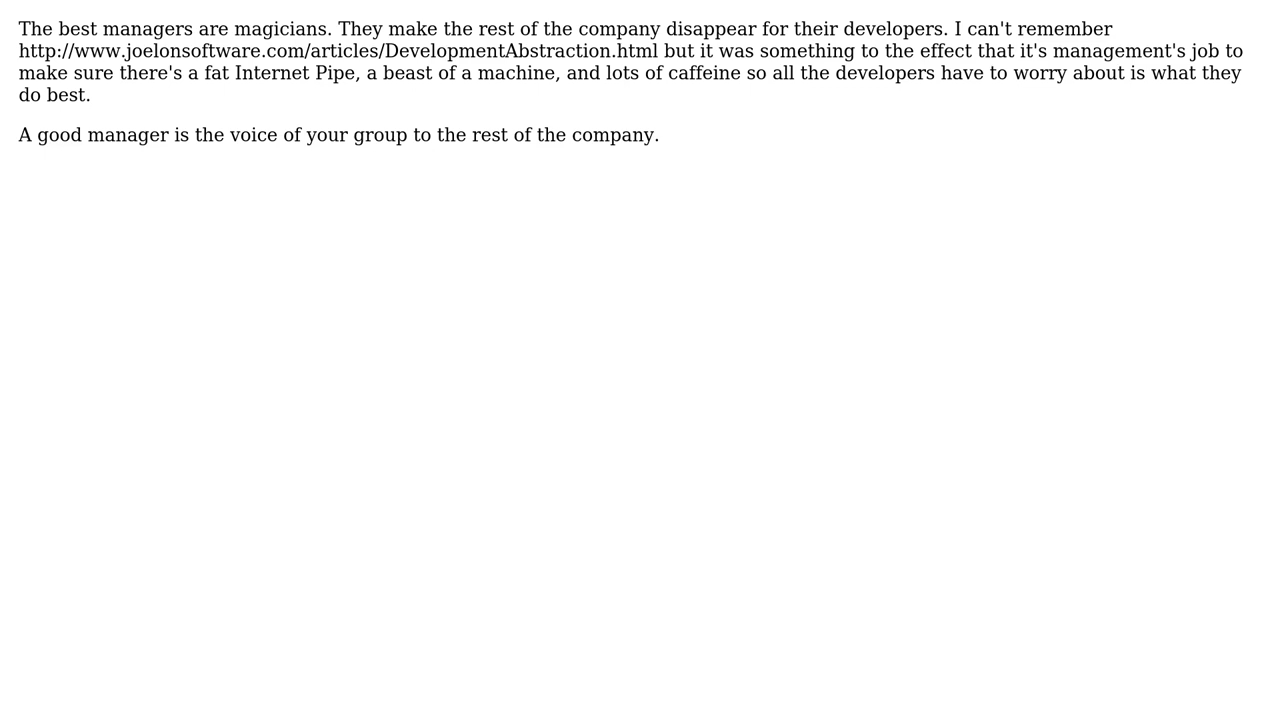 The best managers are magicians. They make the rest of the company disappear for their developers. I can't remember
http://www.joelonsoftware.com/articles/DevelopmentAbstraction.html but it was something to the effect that it's management's job to
make sure there's a fat Internet Pipe, a beast of a machine, and lots of caffeine so all the developers have to worry about is what they
do best.
A good manager is the voice of your group to the rest of the company.